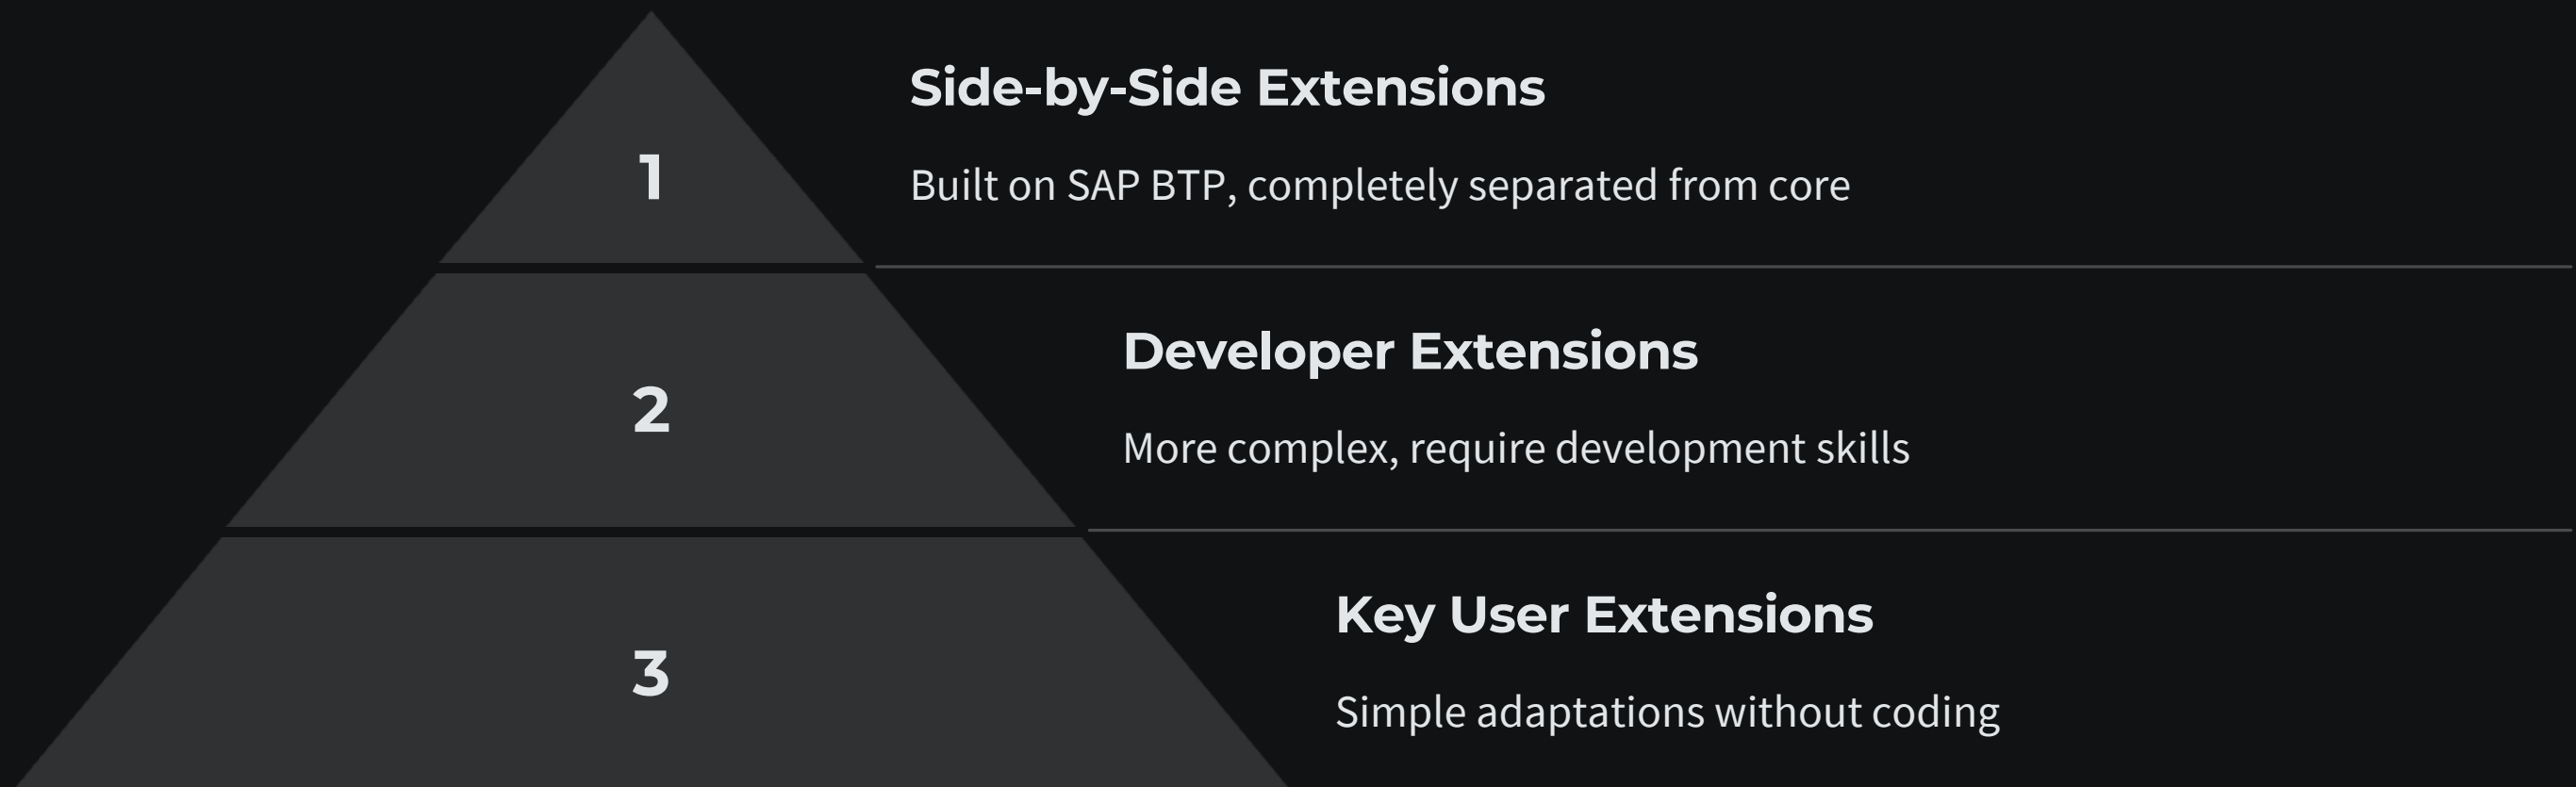 1
Side-by-Side Extensions
Built on SAP BTP, completely separated from core
2
Developer Extensions
More complex, require development skills
3
Key User Extensions
Simple adaptations without coding